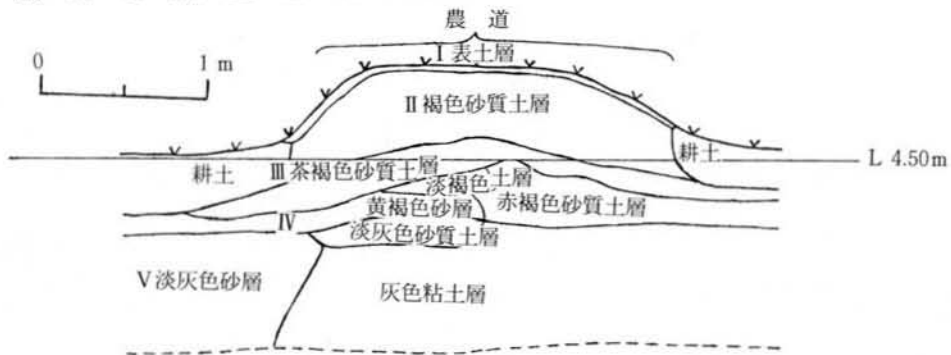 農道
I 表土層
0 1 m
II 褐色砂質土層
耕土
L 4.50m
耕土
III 茶褐色砂質土層
淡褐色土層
黄褐色砂層
赤褐色砂質土層
IV
淡灰色砂質土層
V 淡灰色砂層
灰色粘土層